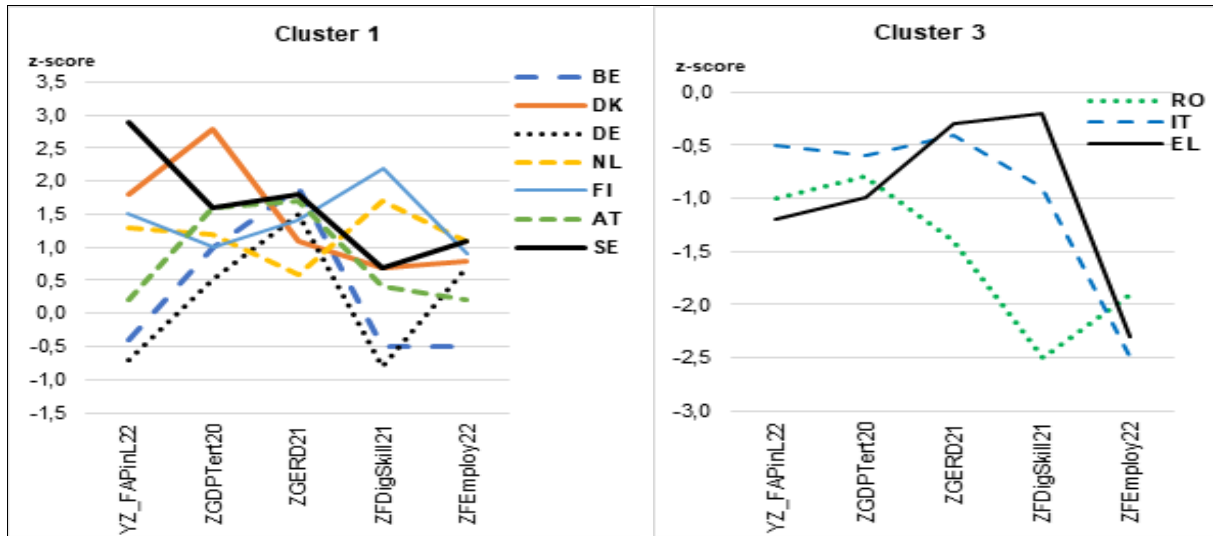 Cluster 1
z-score
3,5
3,0
2,5
2,0
1,5
1,0
0,5
0,0
-0,5
-1,0
-1,5
YZ_FAPinL22
ZGDPTert20
ZGERD21
ZFDigSkill21
ZFEmploy22
BE
DK
DE
NL
FI
AT
SE
Cluster 3
z-score
0,0
-0,5
-1,0
-1,5
-2,0
-2,5
-3,0
YZ_FAPinL22
ZGDPTert20
ZGERD21
ZFDigSkill21
ZFEmploy22
RO
IT
EL